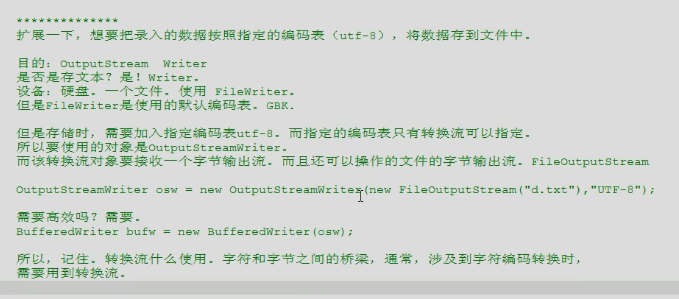 **************
扩展一下，想要把录入的数据按照指定的编码表（utf-8），将数据存到文件中。
目的：OutputStream  Writer
是否是存文本？是！Writer。
设备：硬盘。一个文件。使用 FileWriter。
但是FileWriter是使用的默认编码表。GBK.
但是存储时，需要加入指定编码表utf-8。而指定的编码表只有转换流可以指定。
所以要使用的对象是OutputStreamWriter。
而该转换流对象要接收一个字节输出流。而且还可以操作的文件的字节输出流。FileOutputStream
OutputStreamWriter osw = new OutputStreamWriter(new FileOutputStream("d.txt"),"UTF-8");
需要高效吗？需要。
BufferedWriter bufw = new BufferedWriter(osw);
所以，记住。转换流什么使用。字符和字节之间的桥梁，通常，涉及到字符编码转换时，
需要用到转换流。